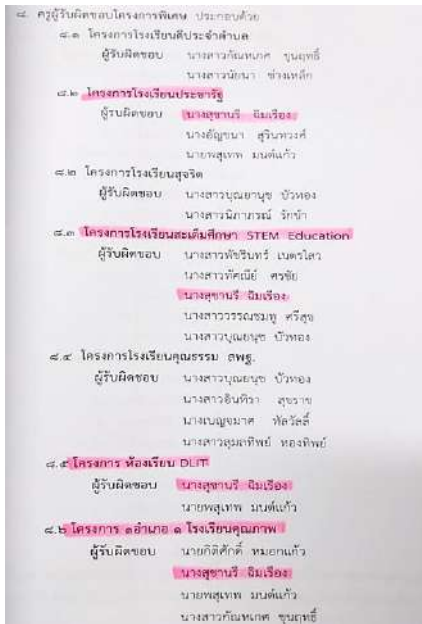 ๘. ครูผู้รับผิดชอบโครงการพิเศษ ประกอบด้วย
๘.๑ โครงการโรงเรียนดีประจำตำบล
ผู้รับผิดชอบ นางสาวกัณหเกศ ขุนฤทธิ์
นางสาวนัยนา ช่างเหล็ก
๘.๒ โครงการโรงเรียนประชารัฐ
ผู้รับผิดชอบ นางสุชานรี ฉิมเรือง
นางอัญชนา สุรินทวงศ์
นายพสุเทพ มนต์แก้ว
๘.๒ โครงการโรงเรียนสุจริต
ผู้รับผิดชอบ นางสาวบุณยานุช บัวทอง
นางสาวนิภาภรณ์ รักขำ
๘.๓ โครงการโรงเรียนสะเต็มศึกษา STEM Education
ผู้รับผิดชอบ นางสาวพัชรินทร์ เนตรไสว
นางสาวทัศณีย์ ศรชัย
นางสุชานรี ฉิมเรือง
นางสาววรรณชมพู ศรีสุข
นางสาวบุณยนุช บัวทอง
๘.๔ โครงการโรงเรียนคุณธรรม สพฐ.
ผู้รับผิดชอบ นางสาวบุณยนุช บัวทอง
นางสาวอินทิรา สุขราช
นางเบญจมาศ ทัลวัลลิ์
นางสาวสุมณทิพย์ ทองทิพย์
๘.๕ โครงการ ห้องเรียน DLIT
ผู้รับผิดชอบ นางสุชานรี ฉิมเรือง
นายพสุเทพ มนต์แก้ว
๘.๖ โครงการ ๑อำเภอ ๑ โรงเรียนคุณภาพ
ผู้รับผิดชอบ นายกิติศักดิ์ หมอกแก้ว
นางสุชานรี ฉิมเรือง
นายพสุเทพ มนต์แก้ว
นางสาวกัณหเกศ ขุนฤทธิ์